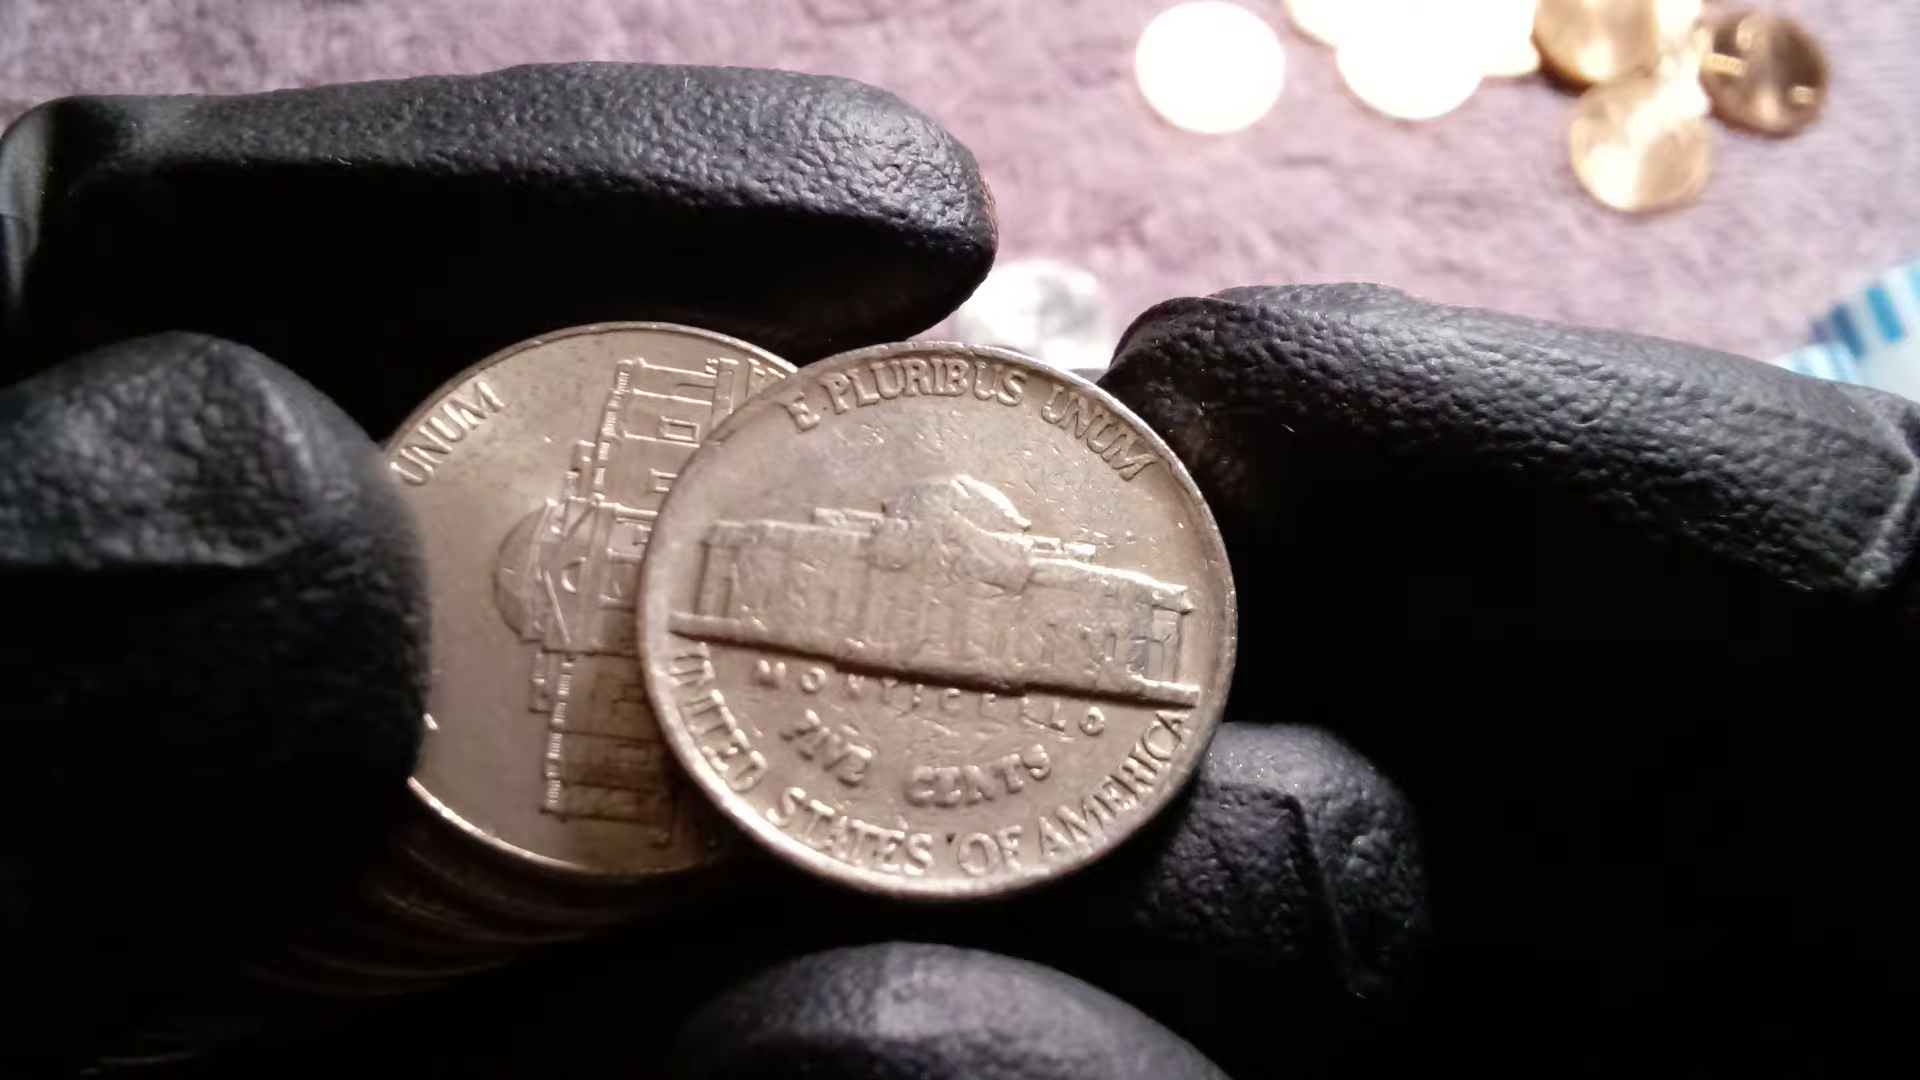 UNUM
E PLURIBUS UNUM
MONTICELLO
FIVE CENTS
UNITED STATES OF AMERICA